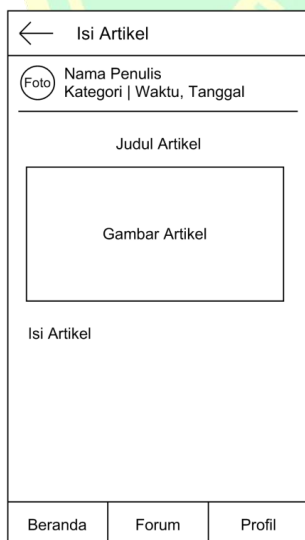 Isi Artikel
Foto
Nama Penulis
Kategori | Waktu, Tanggal
Judul Artikel
Gambar Artikel
Isi Artikel
Beranda
Forum
Profil